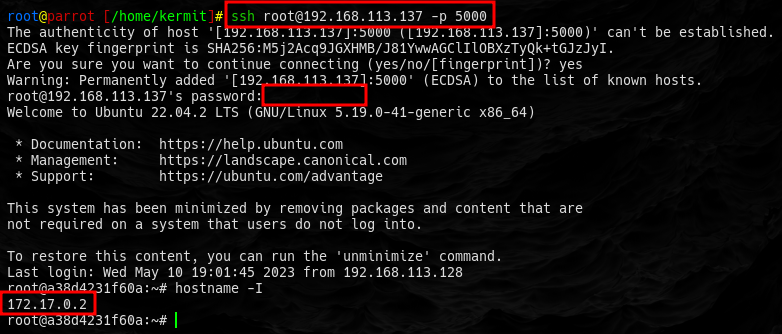 root@parrot [/home/kermit]# ssh root@192.168.113.137 -p 5000
The authenticity of host '[192.168.113.137]:5000 ([192.168.113.137]:5000)' can't be established.
ECDSA key fingerprint is SHA256:M5j2Acq9JGXHMB/J81YwwAGClIlOBXzTyQk+tGJzJyI.
Are you sure you want to continue connecting (yes/no/[fingerprint])? yes
Warning: Permanently added '[192.168.113.137]:5000' (ECDSA) to the list of known hosts.
root@192.168.113.137's password:
Welcome to Ubuntu 22.04.2 LTS (GNU/Linux 5.19.0-41-generic x86_64)
* Documentation:  https://help.ubuntu.com
* Management:     https://landscape.canonical.com
* Support:        https://ubuntu.com/advantage
This system has been minimized by removing packages and content that are
not required on a system that users do not log into.
To restore this content, you can run the 'unminimize' command.
Last login: Wed May 10 19:01:45 2023 from 192.168.113.128
root@a38d4231f60a:~# hostname -I
172.17.0.2
root@a38d4231f60a:~#